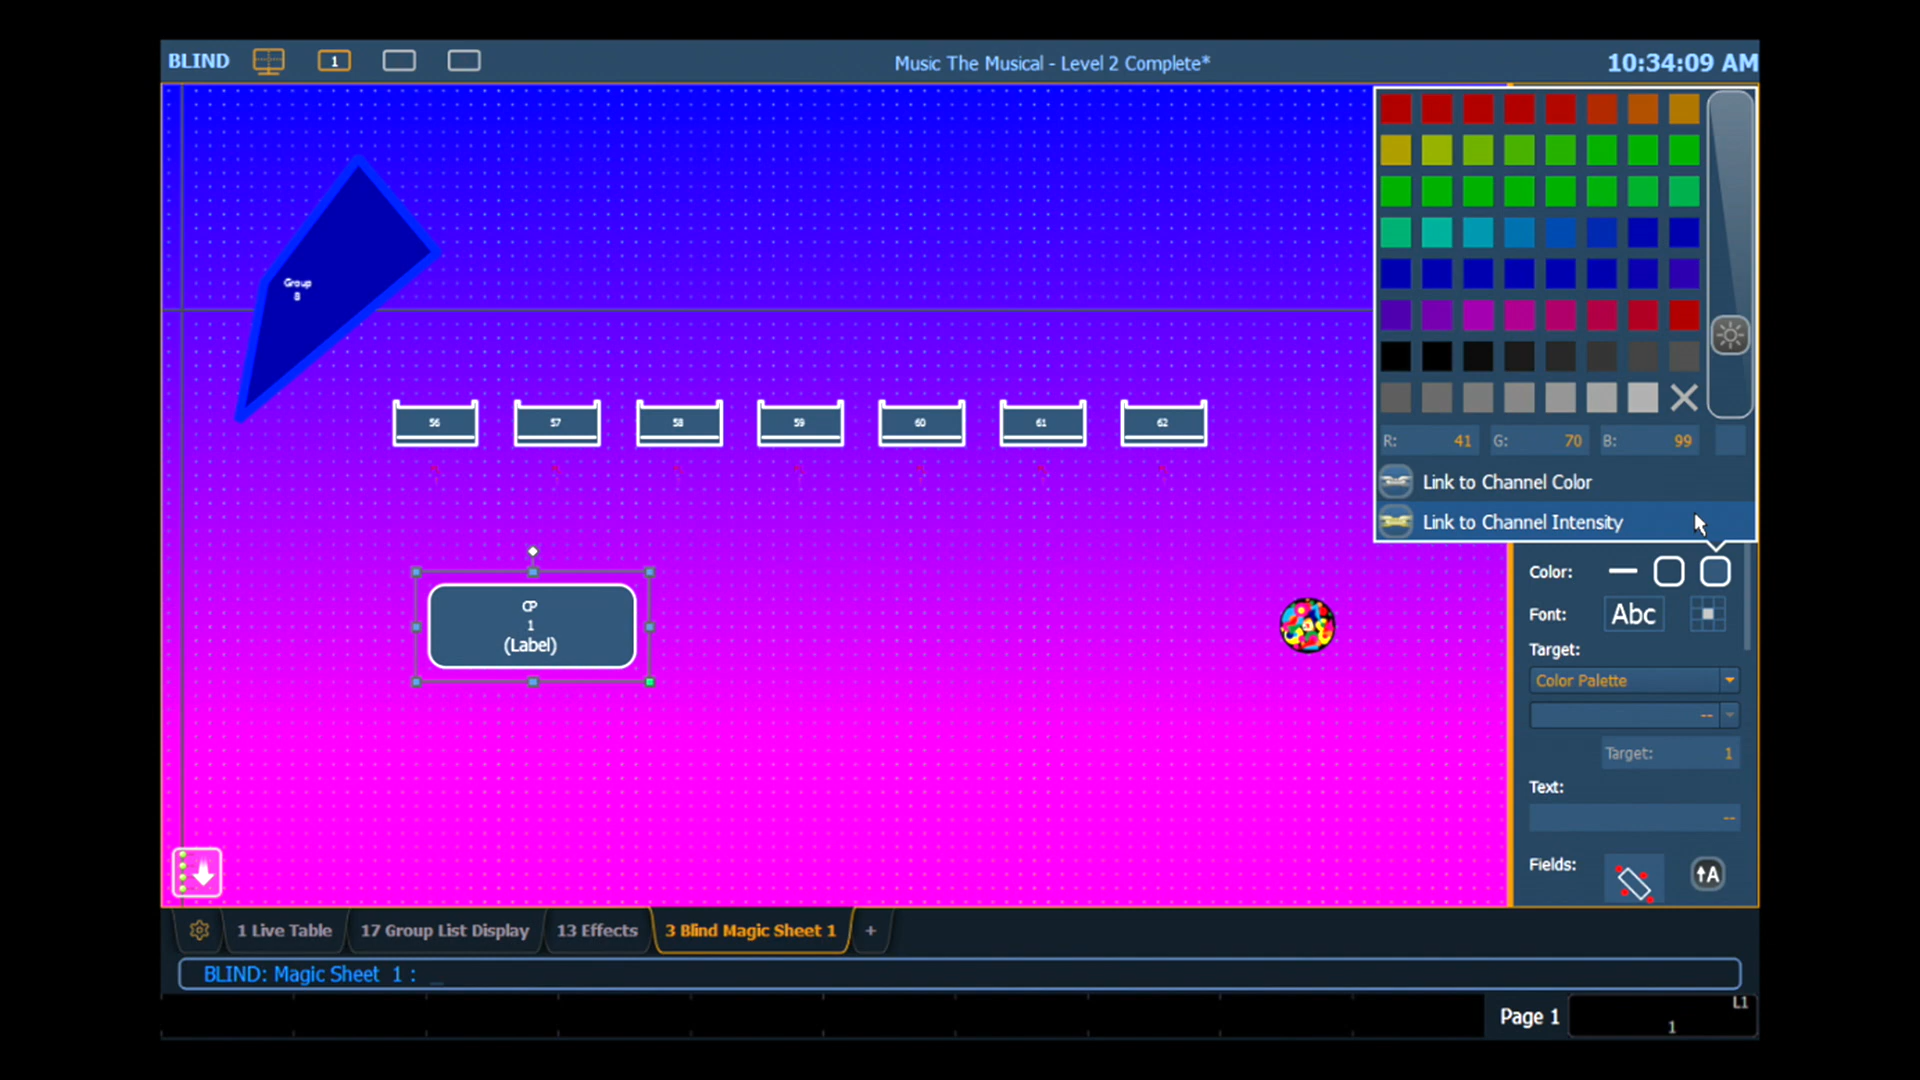 BLIND
1
Music The Musical - Level 2 Complete*
10:34:09 AM
Group
8
56
57
58
59
60
61
62
R: 41 G: 70 B: 99
Link to Channel Color
Link to Channel Intensity
CP
1
(Label)
Color:
Font: Abc
Target:
Color Palette
--
Target: 1
Text:
--
Fields:
A
1 Live Table
17 Group List Display
13 Effects
3 Blind Magic Sheet 1
+
BLIND: Magic Sheet 1 : _
Page 1
L1
1